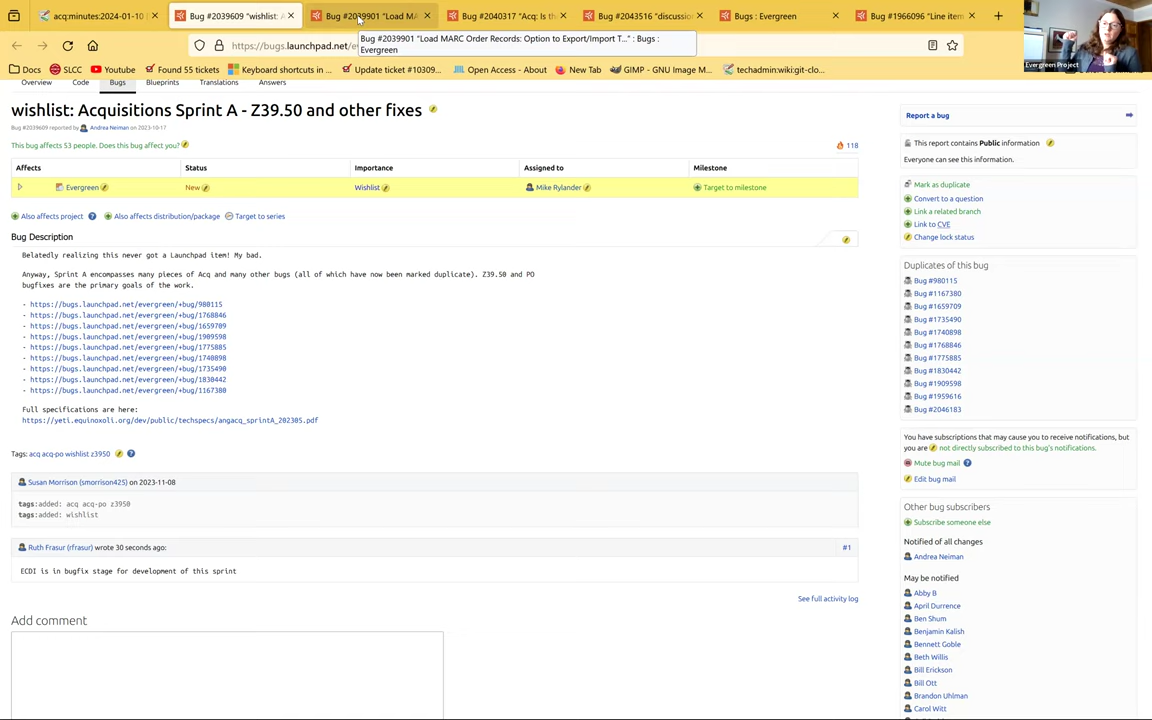 acq:minutes:2024-01-10
Bug #2039609 "wishlist: A
Bug #2039901 "Load MA
Bug #2040317 "Acq: Is th
Bug #2043516 "discussio
Bugs : Evergreen
Bug #1966096 "Line item
https://bugs.launchpad.net/e
Bug #2039901 "Load MARC Order Records: Option to Export/Import T..." : Bugs :
Evergreen
Docs
SLCC
Youtube
Found 55 tickets
Keyboard shortcuts in ...
Update ticket #10309...
Open Access - About
New Tab
GIMP - GNU Image M...
techadmin:wiki:git-clo...
Evergreen Project
Overview
Code
Bugs
Blueprints
Translations
Answers
wishlist: Acquisitions Sprint A - Z39.50 and other fixes
Bug #2039609 reported by Andrea Neiman on 2023-10-17
This bug affects 53 people. Does this bug affect you?
118
Affects Status Importance Assigned to Milestone
Evergreen New Wishlist Mike Rylander Target to milestone
Also affects project Also affects distribution/package Target to series
Bug Description
Belatedly realizing this never got a Launchpad item! My bad.
Anyway, Sprint A encompasses many pieces of Acq and many other bugs (all of which have now been marked duplicate). Z39.50 and PO
bugfixes are the primary goals of the work.
- https://bugs.launchpad.net/evergreen/+bug/980115
- https://bugs.launchpad.net/evergreen/+bug/1768846
- https://bugs.launchpad.net/evergreen/+bug/1659709
- https://bugs.launchpad.net/evergreen/+bug/1909598
- https://bugs.launchpad.net/evergreen/+bug/1775885
- https://bugs.launchpad.net/evergreen/+bug/1740898
- https://bugs.launchpad.net/evergreen/+bug/1735490
- https://bugs.launchpad.net/evergreen/+bug/1830442
- https://bugs.launchpad.net/evergreen/+bug/1167380
Full specifications are here:
https://yeti.equinoxoli.org/dev/public/techspecs/angacq_sprintA_202305.pdf
Tags: acq acq-po wishlist z3950
Susan Morrison (smorrison425) on 2023-11-08
tags:added: acq acq-po z3950
tags:added: wishlist
Ruth Frasur (rfrasur) wrote 30 seconds ago: #1
ECDI is in bugfix stage for development of this sprint
See full activity log
Add comment
Report a bug
This report contains Public information
Everyone can see this information.
Mark as duplicate
Convert to a question
Link a related branch
Link to CVE
Change lock status
Duplicates of this bug
Bug #980115
Bug #1167380
Bug #1659709
Bug #1735490
Bug #1740898
Bug #1768846
Bug #1775885
Bug #1830442
Bug #1909598
Bug #1959616
Bug #2046183
You have subscriptions that may cause you to receive notifications, but
you are not directly subscribed to this bug's notifications.
Mute bug mail
Edit bug mail
Other bug subscribers
Subscribe someone else
Notified of all changes
Andrea Neiman
May be notified
Abby B
April Durrence
Ben Shum
Benjamin Kalish
Bennett Goble
Beth Willis
Bill Erickson
Bill Ott
Brandon Uhlman
Carol Witt